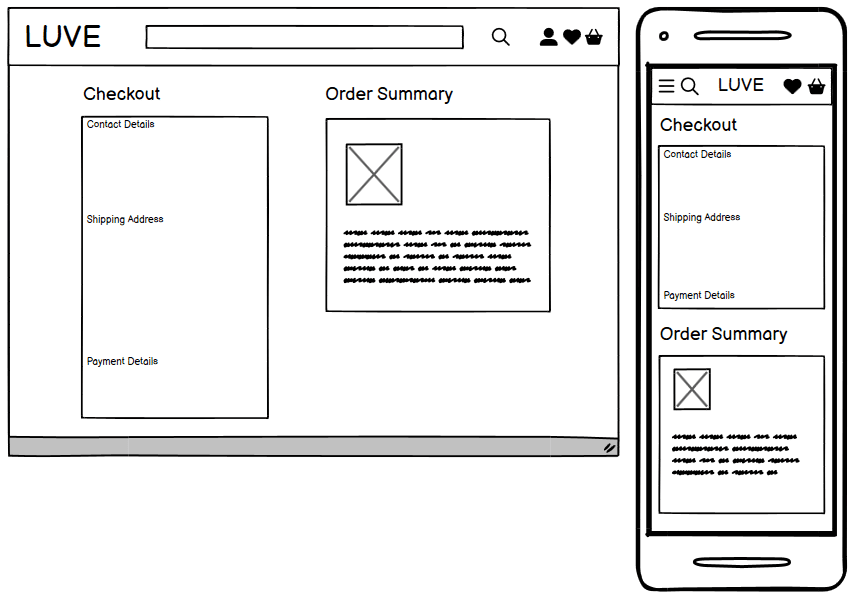 LUVE
Checkout
Contact Details
Shipping Address
Payment Details
Order Summary
LUVE
Checkout
Contact Details
Shipping Address
Payment Details
Order Summary